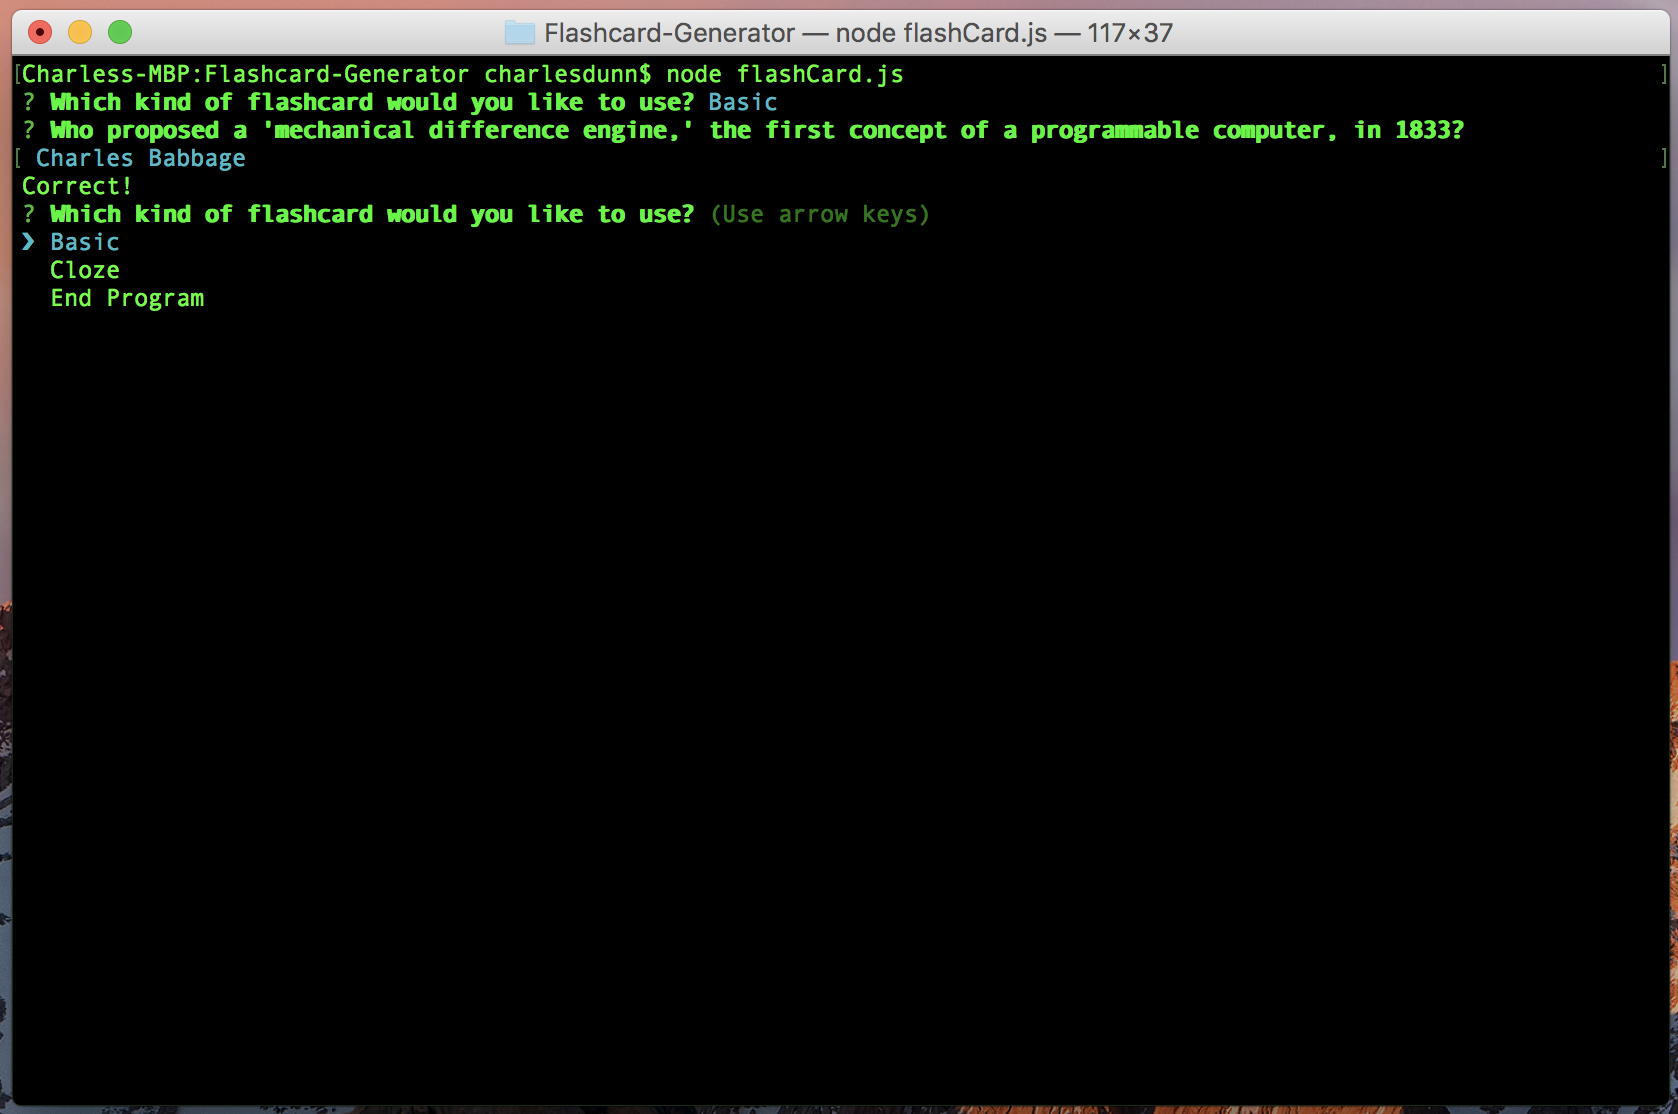 Flashcard-Generator — node flashCard.js — 117×37
[Charless-MBP:Flashcard-Generator charlesdunn$ node flashCard.js ]
? Which kind of flashcard would you like to use? Basic
? Who proposed a 'mechanical difference engine,' the first concept of a programmable computer, in 1833?
[ Charles Babbage ]
Correct!
? Which kind of flashcard would you like to use? (Use arrow keys)
❯ Basic
Cloze
End Program